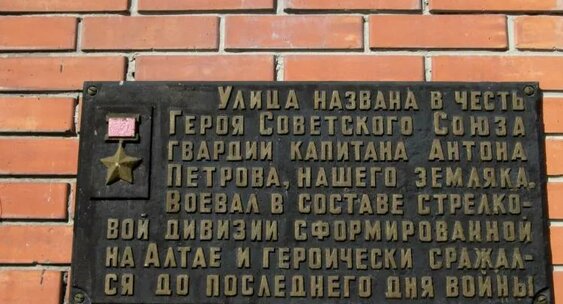 Улица названа в честь
Героя Советского Союза
гвардии капитана Антона
Петрова, нашего земляка.
Воевал в составе стрелко-
вой дивизии сформированной
на Алтае и героически сражал-
ся до последнего дня войны